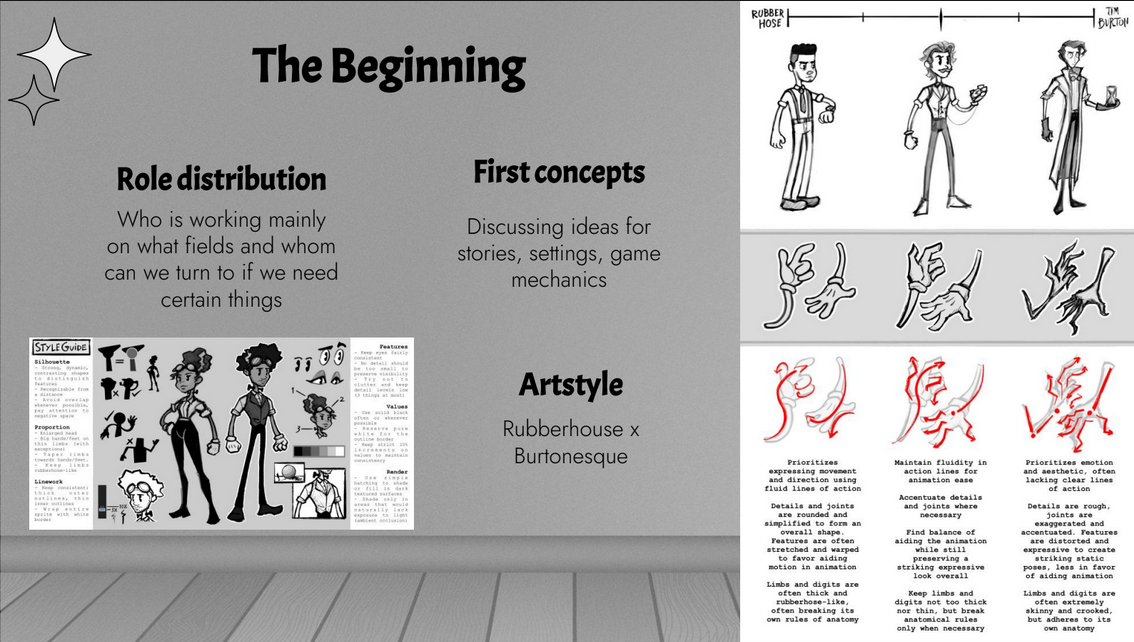 The Beginning
Role distribution
Who is working mainly
on what fields and whom
can we turn to if we need
certain things
First concepts
Discussing ideas for
stories, settings, game
mechanics
Artstyle
Rubberhouse x
Burtonesque
STYLE GUIDE
Silhouette
- Strong, dynamic,
contrasting shapes
to distinguish
features
- Recognizable from
a distance
- Avoid overlap
whenever possible,
pay attention to
negative space
Proportion
- Enlarged head
- Big hands/feet on
thin limbs (with
exceptions)
- Taper limbs
towards hands/feet,
- Keep limbs
rubberhose-like
Linework
- Keep consistent:
thick outer
outlines, thin
inner outlines
- Wrap entire
sprite with white
border
1
2
3
Features
- Keep eyes fairly
consistent
- No detail should
be too small to
preserve visibility
- Try not to
clutter and keep
detail levels low
Values
- Use solid black
often or whenever
possible
- Reserve pure
white for the
outline border
- Keep strict 20%
increments on
values to maintain
consistency
Render
- Use simple
hatching to shade
or fill in dark
textured surfaces
- Shade only in
areas that would
naturally lack
exposure to light
(ambient occlusion)
RUBBER
HOSE
TIM
BURTON
Prioritizes
expressing movement
and direction using
fluid lines of action
Details and joints
are rounded and
simplified to form an
overall shape.
Features are often
stretched and warped
to favor aiding
motion in animation
Limbs and digits are
often thick and
rubberhose-like,
often breaking its
own rules of anatomy
Maintain fluidity in
action lines for
animation ease
Accentuate details
and joints where
necessary
Find balance of
aiding the animation
while still
preserving a
striking expressive
look overall
Keep limbs and
digits not too thick
nor thin, but break
anatomical rules
only when necessary
Prioritizes emotion
and aesthetic, often
lacking clear lines
of action
Details are rough,
joints are
exaggerated and
accentuated. Features
are distorted and
expressive to create
striking static
poses, less in favor
of aiding animation
Limbs and digits are
often extremely
skinny and crooked,
but adheres to its
own anatomy